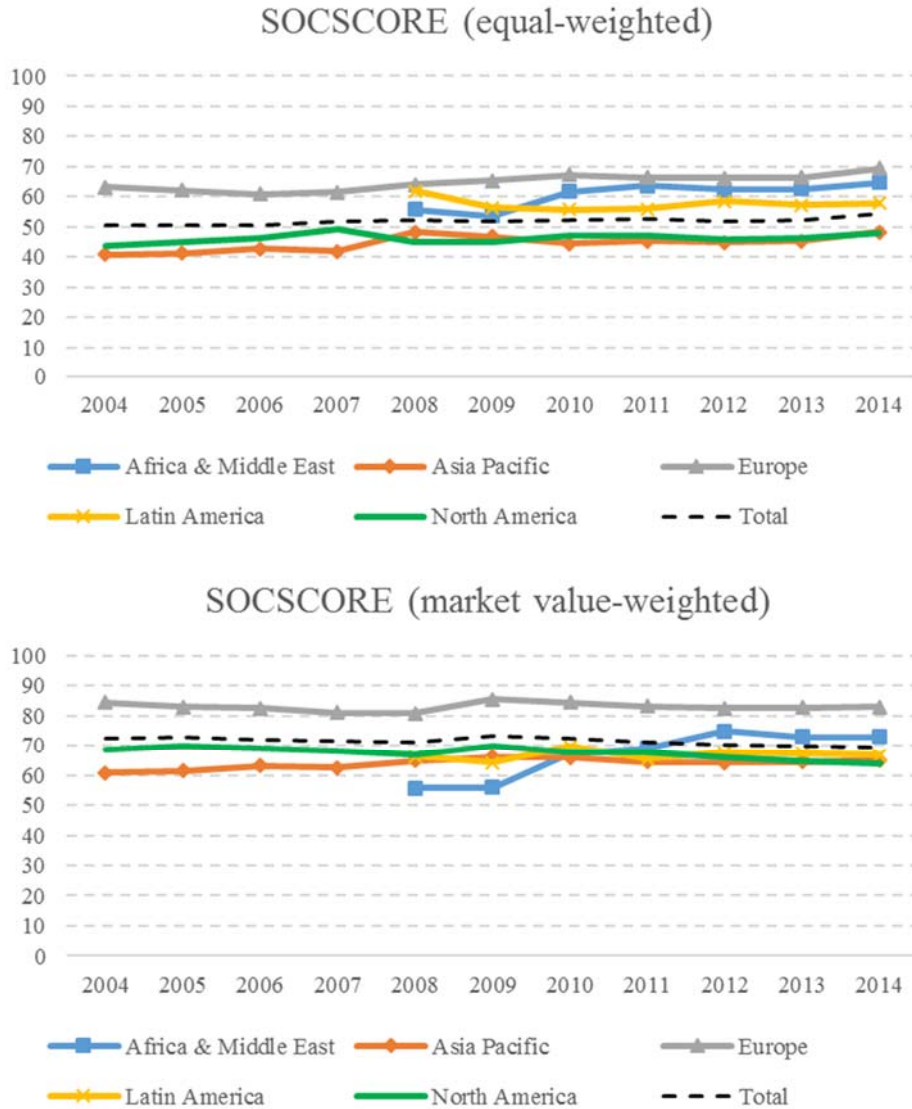 SOCSCORE (equal-weighted)
100
90
80
70
60
50
40
30
20
10
0
2004 2005 2006 2007 2008 2009 2010 2011 2012 2013 2014
Africa & Middle East Asia Pacific Europe
Latin America North America Total
SOCSCORE (market value-weighted)
100
90
80
70
60
50
40
30
20
10
0
2004 2005 2006 2007 2008 2009 2010 2011 2012 2013 2014
Africa & Middle East Asia Pacific Europe
Latin America North America Total